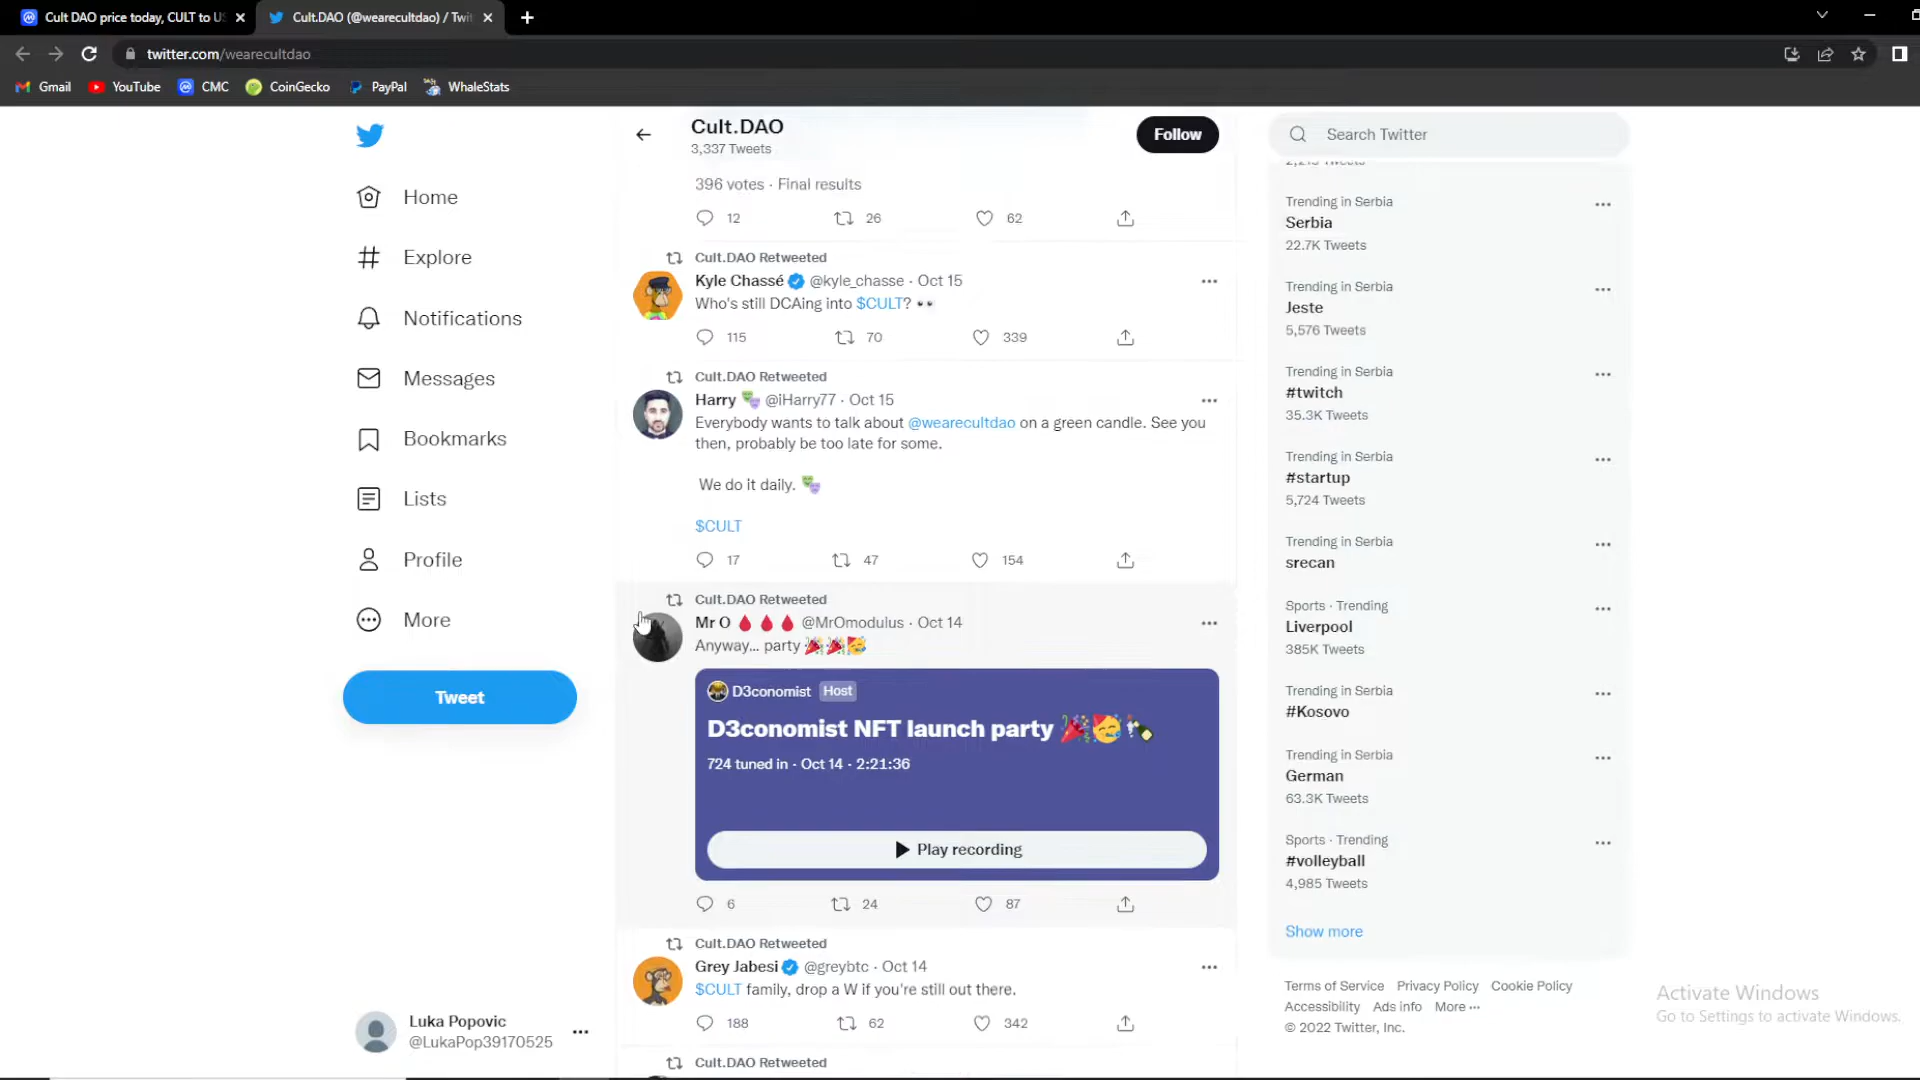 Cult DAO price today, CULT to US
Cult.DAO (@wearecultdao) / Twi
twitter.com/wearecultdao
Gmail
YouTube
CMC
CoinGecko
PayPal
WhaleStats
Home
Explore
Notifications
Messages
Bookmarks
Lists
Profile
More
Tweet
Luka Popovic
@LukaPop39170525
Cult.DAO
3,337 Tweets
Follow
396 votes · Final results
12 26 62
Cult.DAO Retweeted
Kyle Chassé @kyle_chasse · Oct 15
Who's still DCAing into $CULT? 👀
115 70 339
Cult.DAO Retweeted
Harry 🎭 @iHarry77 · Oct 15
Everybody wants to talk about @wearecultdao on a green candle. See you
then, probably be too late for some.
We do it daily. 🎭
$CULT
17 47 154
Cult.DAO Retweeted
Mr O 🩸🩸🩸 @MrOmodulus · Oct 14
Anyway... party 🎉🎉🥳
D3conomist Host
D3conomist NFT launch party 🎉🥳🍾
724 tuned in · Oct 14 · 2:21:36
Play recording
6 24 87
Cult.DAO Retweeted
Grey Jabesi @greybtc · Oct 14
$CULT family, drop a W if you're still out there.
188 62 342
Cult.DAO Retweeted
Search Twitter
Trending in Serbia
Serbia
22.7K Tweets
Trending in Serbia
Jeste
5,576 Tweets
Trending in Serbia
#twitch
35.3K Tweets
Trending in Serbia
#startup
5,724 Tweets
Trending in Serbia
srecan
Sports · Trending
Liverpool
385K Tweets
Trending in Serbia
#Kosovo
Trending in Serbia
German
63.3K Tweets
Sports · Trending
#volleyball
4,985 Tweets
Show more
Terms of Service Privacy Policy Cookie Policy
Accessibility Ads info More ···
© 2022 Twitter, Inc.
Activate Windows
Go to Settings to activate Windows.